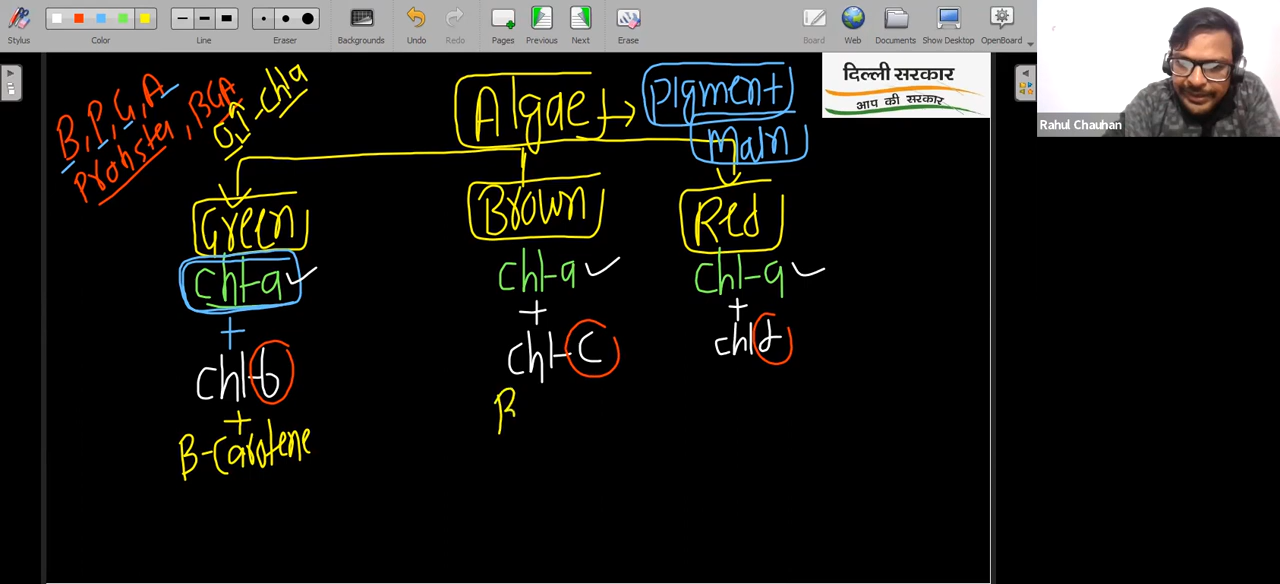 Stylus
Color
Line
Eraser
Backgrounds
Undo
Redo
Pages
Previous
Next
Erase
Board
Web
Documents
Show Desktop
OpenBoard
दिल्ली सरकार
आप की सरकार
Rahul Chauhan
B, P, G, A
, BGA
chla
Algae → Pigment
Main
Green Brown Red
chl-a chl-a chl-a
+ + +
chl-b chl-C chl d
+
B-Carotene
B